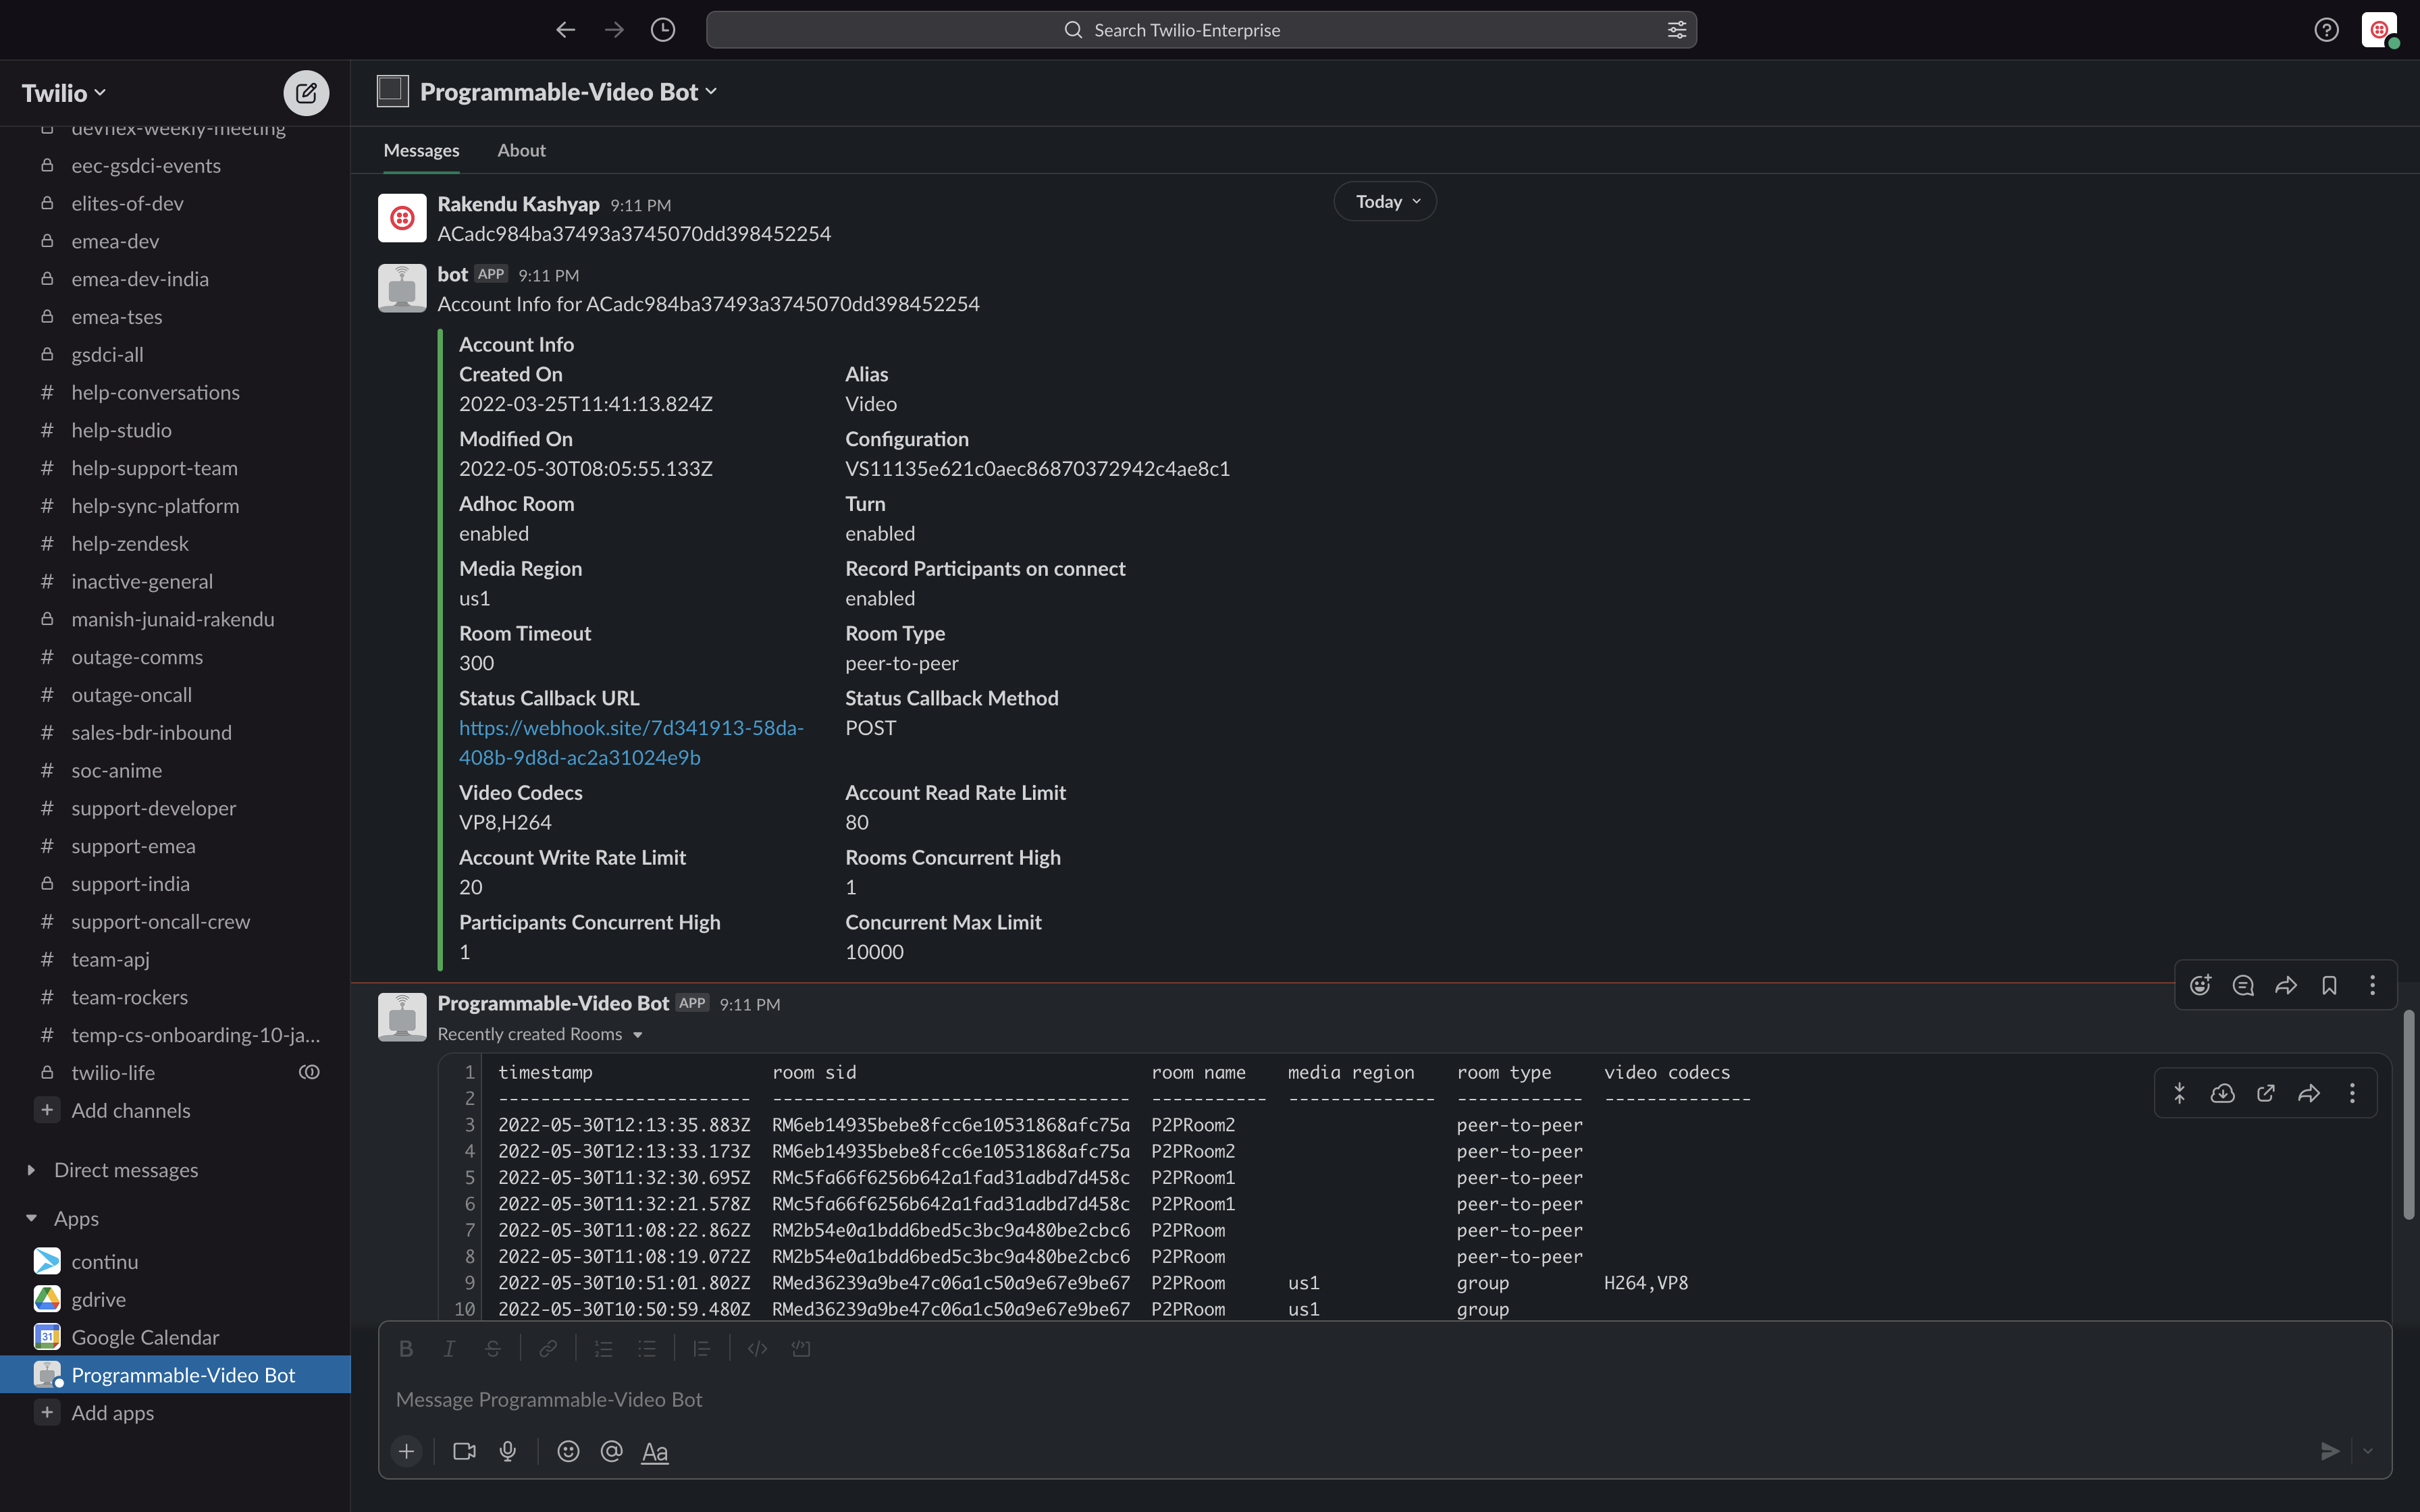 Search Twilio-Enterprise
Twilio
devflex-weekly-meeting
eec-gsdci-events
elites-of-dev
emea-dev
emea-dev-india
emea-tses
gsdci-all
# help-conversations
# help-studio
# help-support-team
# help-sync-platform
# help-zendesk
# inactive-general
manish-junaid-rakendu
# outage-comms
# outage-oncall
# sales-bdr-inbound
# soc-anime
# support-developer
# support-emea
support-india
# support-oncall-crew
# team-apj
# team-rockers
# temp-cs-onboarding-10-ja...
twilio-life
+ Add channels
Direct messages
Apps
continu
gdrive
31 Google Calendar
Programmable-Video Bot
+ Add apps
Programmable-Video Bot
Messages About
Today
Rakendu Kashyap 9:11 PM
ACadc984ba37493a3745070dd398452254
bot APP 9:11 PM
Account Info for ACadc984ba37493a3745070dd398452254
Account Info
Created On Alias
2022-03-25T11:41:13.824Z Video
Modified On Configuration
2022-05-30T08:05:55.133Z VS11135e621c0aec86870372942c4ae8c1
Adhoc Room Turn
enabled enabled
Media Region Record Participants on connect
us1 enabled
Room Timeout Room Type
300 peer-to-peer
Status Callback URL Status Callback Method
https://webhook.site/7d341913-58da- POST
408b-9d8d-ac2a31024e9b
Video Codecs Account Read Rate Limit
VP8,H264 80
Account Write Rate Limit Rooms Concurrent High
20 1
Participants Concurrent High Concurrent Max Limit
1 10000
Programmable-Video Bot APP 9:11 PM
Recently created Rooms
1 timestamp room sid room name media region room type video codecs
2 ------------------------ ---------------------------------- ----------- -------------- ------------ --------------
3 2022-05-30T12:13:35.883Z RM6eb14935bebe8fcc6e10531868afc75a P2PRoom2 peer-to-peer
4 2022-05-30T12:13:33.173Z RM6eb14935bebe8fcc6e10531868afc75a P2PRoom2 peer-to-peer
5 2022-05-30T11:32:30.695Z RMc5fa66f6256b642a1fad31adbd7d458c P2PRoom1 peer-to-peer
6 2022-05-30T11:32:21.578Z RMc5fa66f6256b642a1fad31adbd7d458c P2PRoom1 peer-to-peer
7 2022-05-30T11:08:22.862Z RM2b54e0a1bdd6bed5c3bc9a480be2cbc6 P2PRoom peer-to-peer
8 2022-05-30T11:08:19.072Z RM2b54e0a1bdd6bed5c3bc9a480be2cbc6 P2PRoom peer-to-peer
9 2022-05-30T10:51:01.802Z RMed36239a9be47c06a1c50a9e67e9be67 P2PRoom us1 group H264,VP8
10 2022-05-30T10:50:59.480Z RMed36239a9be47c06a1c50a9e67e9be67 P2PRoom us1 group
Message Programmable-Video Bot
Aa